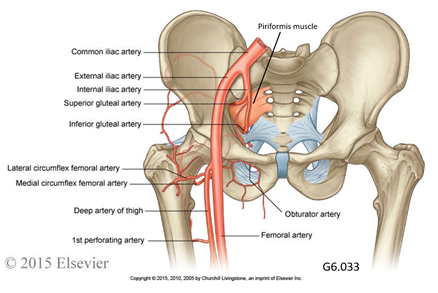 Piriformis muscle
Common iliac artery
External iliac artery
Internal iliac artery
Superior gluteal artery
Inferior gluteal artery
Lateral circumflex femoral artery
Medial circumflex femoral artery
Deep artery of thigh
Obturator artery
1st perforating artery
Femoral artery
© 2015 Elsevier
G6.033
Copyright © 2015, 2010, 2005 by Churchill Livingstone, an imprint of Elsevier Inc.